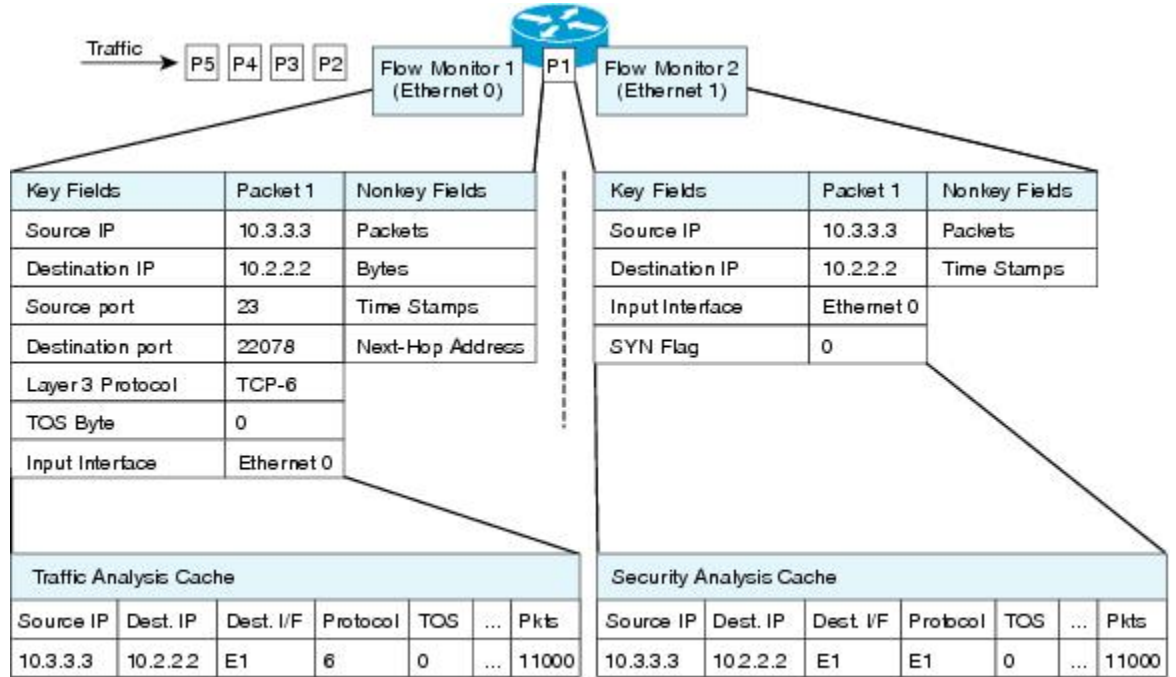 Traffic
P5 P4 P3 P2
Flow Monitor 1
(Ethernet 0)
P1
Flow Monitor 2
(Ethernet 1)
Key Fields Packet 1 Nonkey Fields
Source IP 10.3.3.3 Packets
Destination IP 10.2.2.2 Bytes
Source port 23 Time Stamps
Destination port 22078 Next-Hop Address
Layer 3 Protocol TCP-6
TOS Byte 0
Input Interface Ethernet 0
Traffic Analysis Cache
Source IP Dest. IP Dest. I/F Protocol TOS ... Pkts
10.3.3.3 10.2.2.2 E1 6 0 ... 11000
Key Fields Packet 1 Nonkey Fields
Source IP 10.3.3.3 Packets
Destination IP 10.2.2.2 Time Stamps
Input Interface Ethernet 0
SYN Flag 0
Security Analysis Cache
Source IP Dest. IP Dest. I/F Protocol TOS ... Pkts
10.3.3.3 102.2.2 E1 E1 0 ... 11000